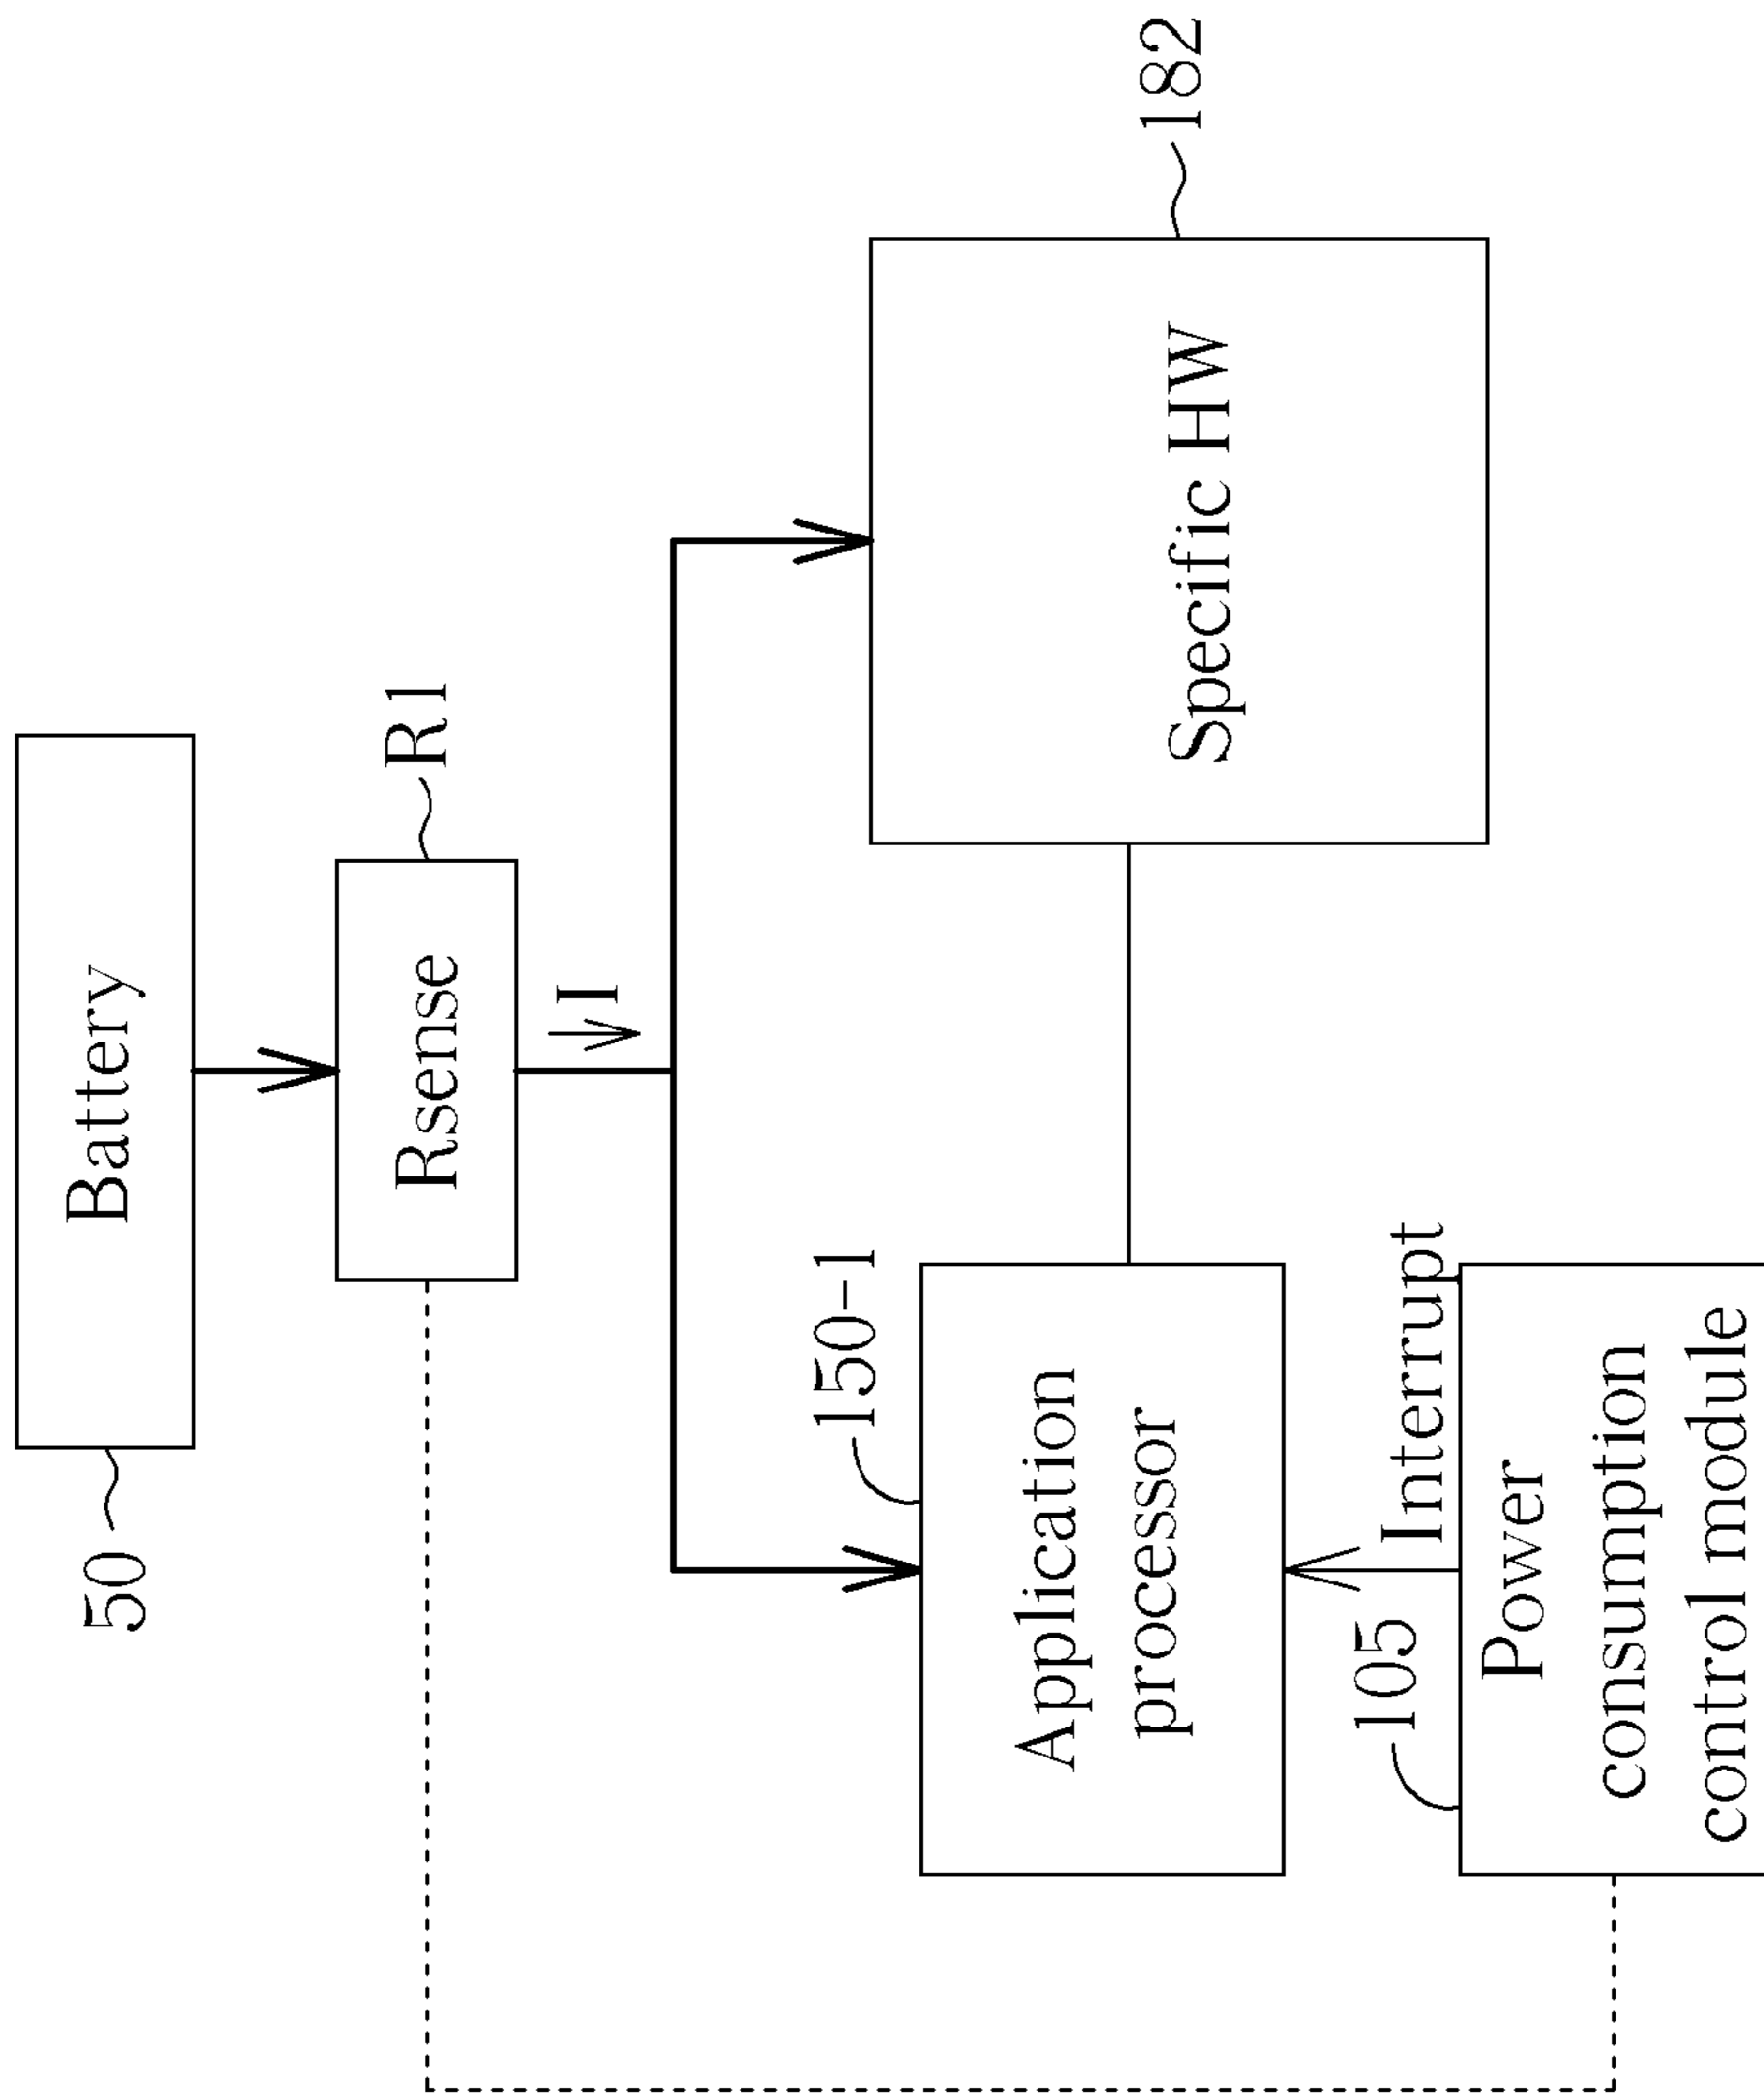 50
Battery
Rsense
R1
I
150-1
Application
processor
Specific HW
182
Interrupt
105
Power
consumption
control module